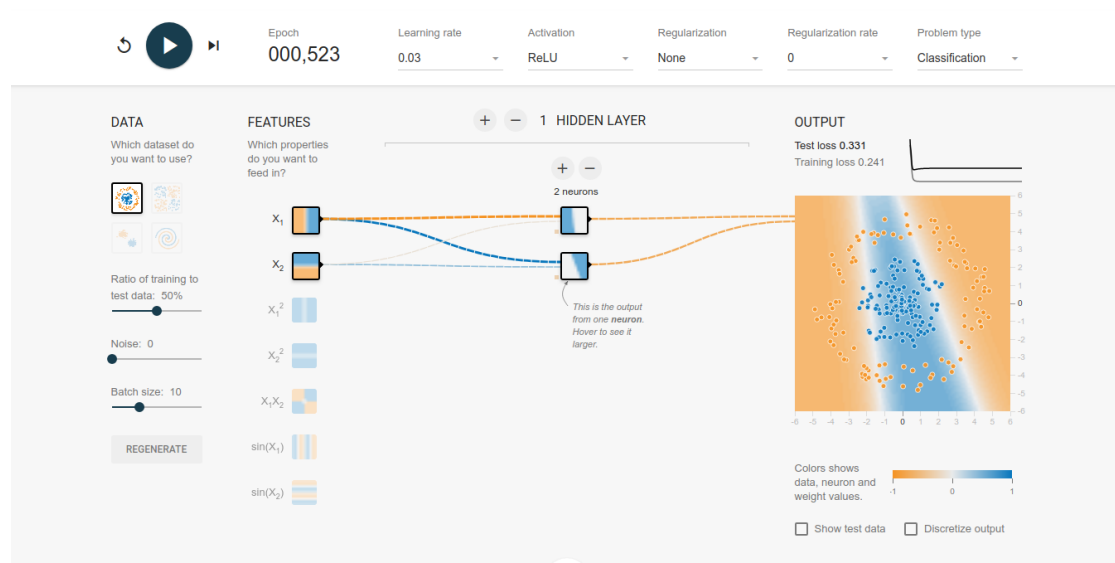 Epoch
000,523
Learning rate
0.03
Activation
ReLU
Regularization
None
Regularization rate
0
Problem type
Classification
DATA
Which dataset do
you want to use?
Ratio of training to
test data: 50%
Noise: 0
Batch size: 10
REGENERATE
FEATURES
Which properties
do you want to
feed in?
X1
X2
X1²
X2²
X1X2
sin(X1)
sin(X2)
+ − 1 HIDDEN LAYER
+ −
2 neurons
This is the output
from one neuron.
Hover to see it
larger.
OUTPUT
Test loss 0.331
Training loss 0.241
6
5
4
3
2
1
0
-1
-2
-3
-4
-5
-6
-6 -5 -4 -3 -2 -1 0 1 2 3 4 5 6
Colors shows
data, neuron and
weight values.
-1 0 1
Show test data
Discretize output